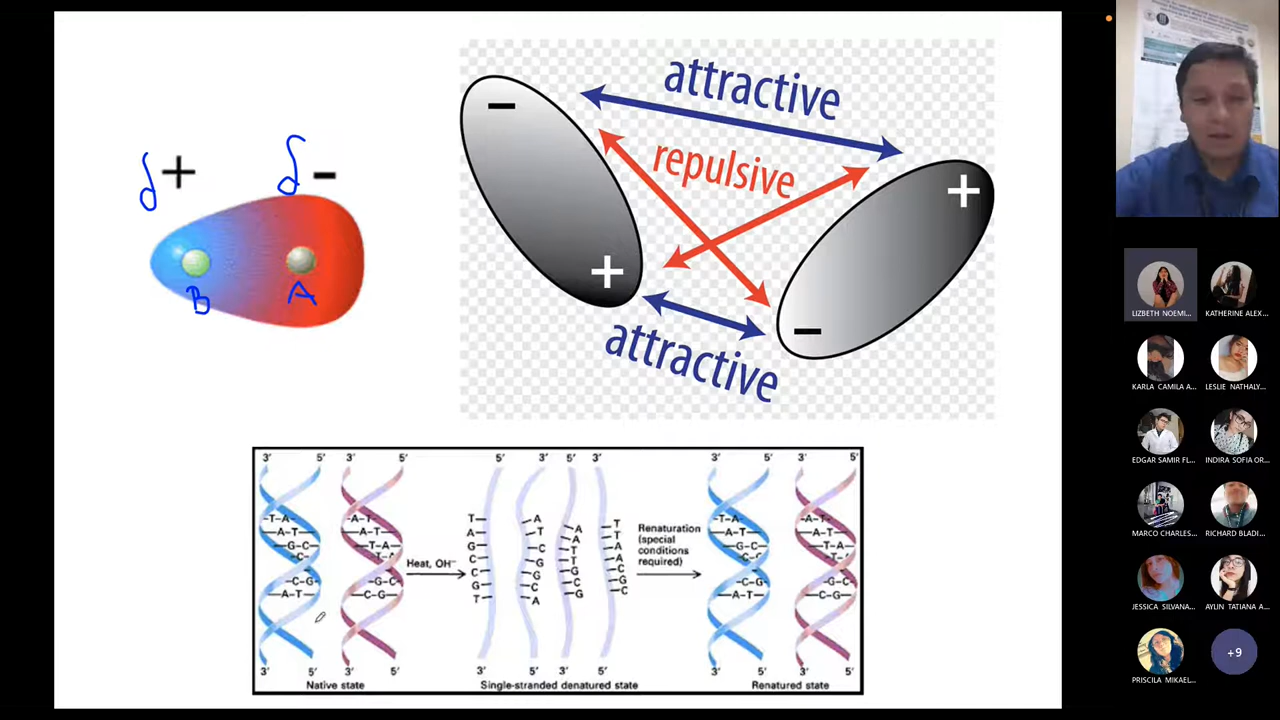 δ+ δ-
B A
attractive
repulsive
attractive
-
+
+
-
3' 5' 3' 5' 5' 3' 5' 3' 3' 5' 3' 5'
-T-A-
-A-T-
-G-C-
-C-
-C-G-
-A-T-
-A-T-
-A-T-
-T-A-
-G-C-
-C-G-
Heat, OH⁻
T
A
G
C
C
G
T
A
T
C
G
G
C
A
A
A
T
T
G
C
G
T
T
A
A
C
G
C
Renaturation
(special
conditions
required)
-T-A-
-A-T-
-G-C-
-C-
-C-G-
-A-T-
-A-T-
-A-T-
-T-A-
-G-C-
-C-G-
3' 5' 3' 5' 3' 5' 3' 5' 3' 5' 3' 5'
Native state
Single-stranded denatured state
Renatured state
LIZBETH NOEMI...
KATHERINE ALEX...
KARLA CAMILA A...
LESLIE NATHALY...
EDGAR SAMIR FL...
INDIRA SOFIA OR...
MARCO CHARLES...
RICHARD BLADI...
JESSICA SILVANA...
AYLIN TATIANA A...
PRISCILA MIKAEL...
+9